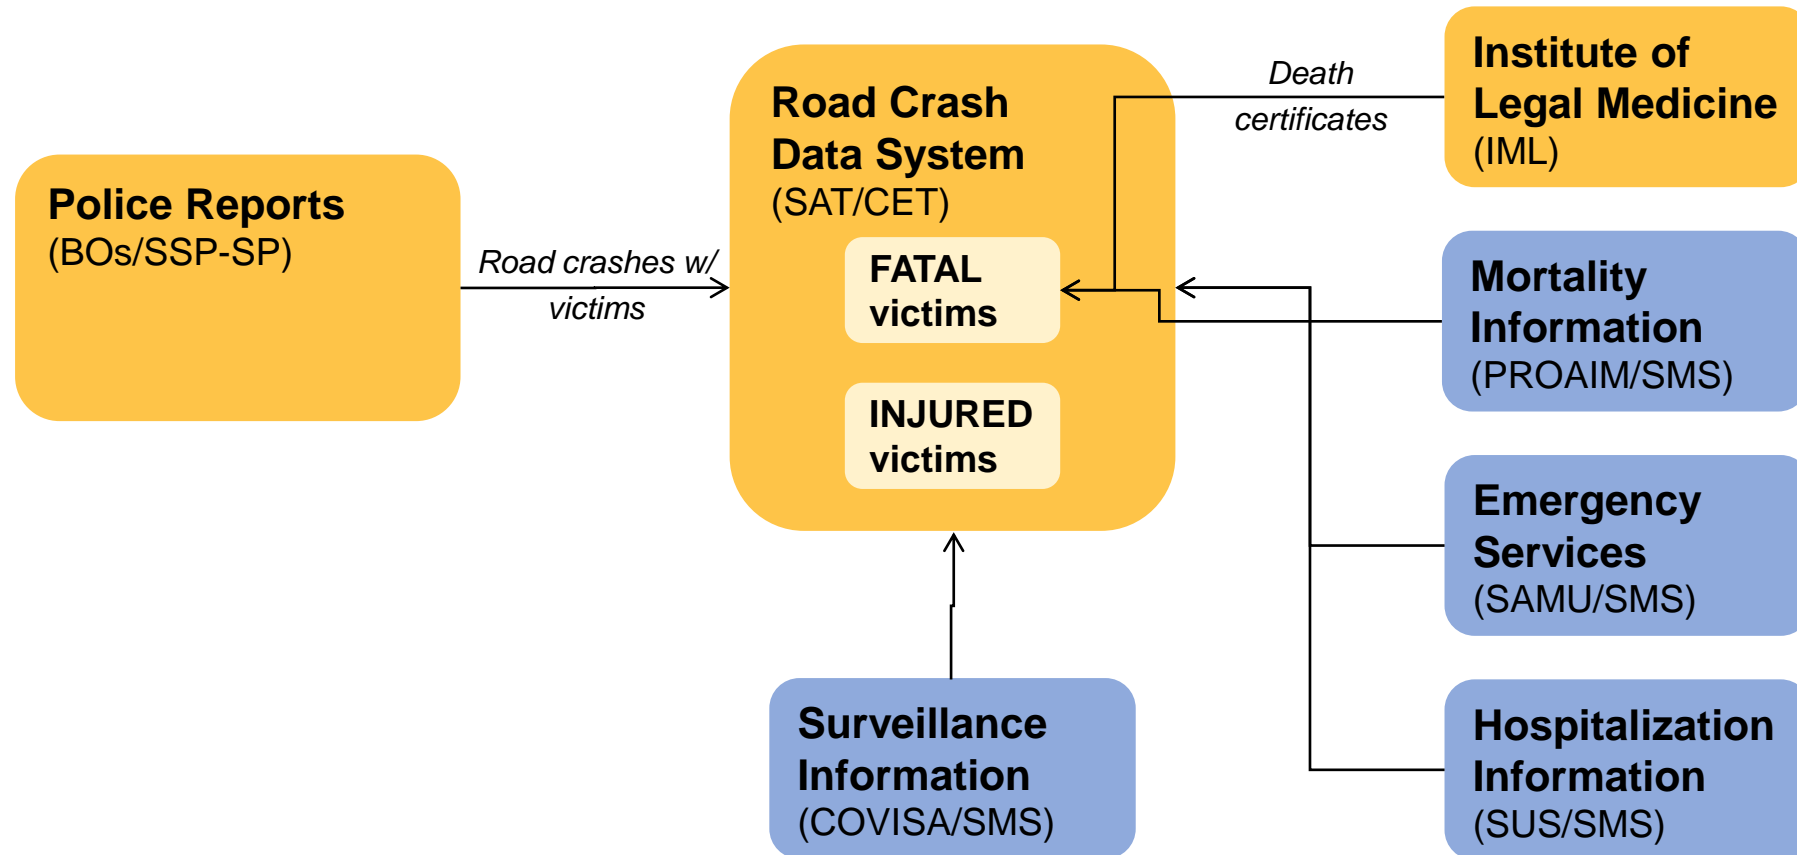 Police Reports
(BOs/SSP-SP)
Road crashes w/
victims
Road Crash
Data System
(SAT/CET)
FATAL
victims
INJURED
victims
Death
certificates
Institute of
Legal Medicine
(IML)
Mortality
Information
(PROAIM/SMS)
Emergency
Services
(SAMU/SMS)
Hospitalization
Information
(SUS/SMS)
Surveillance
Information
(COVISA/SMS)